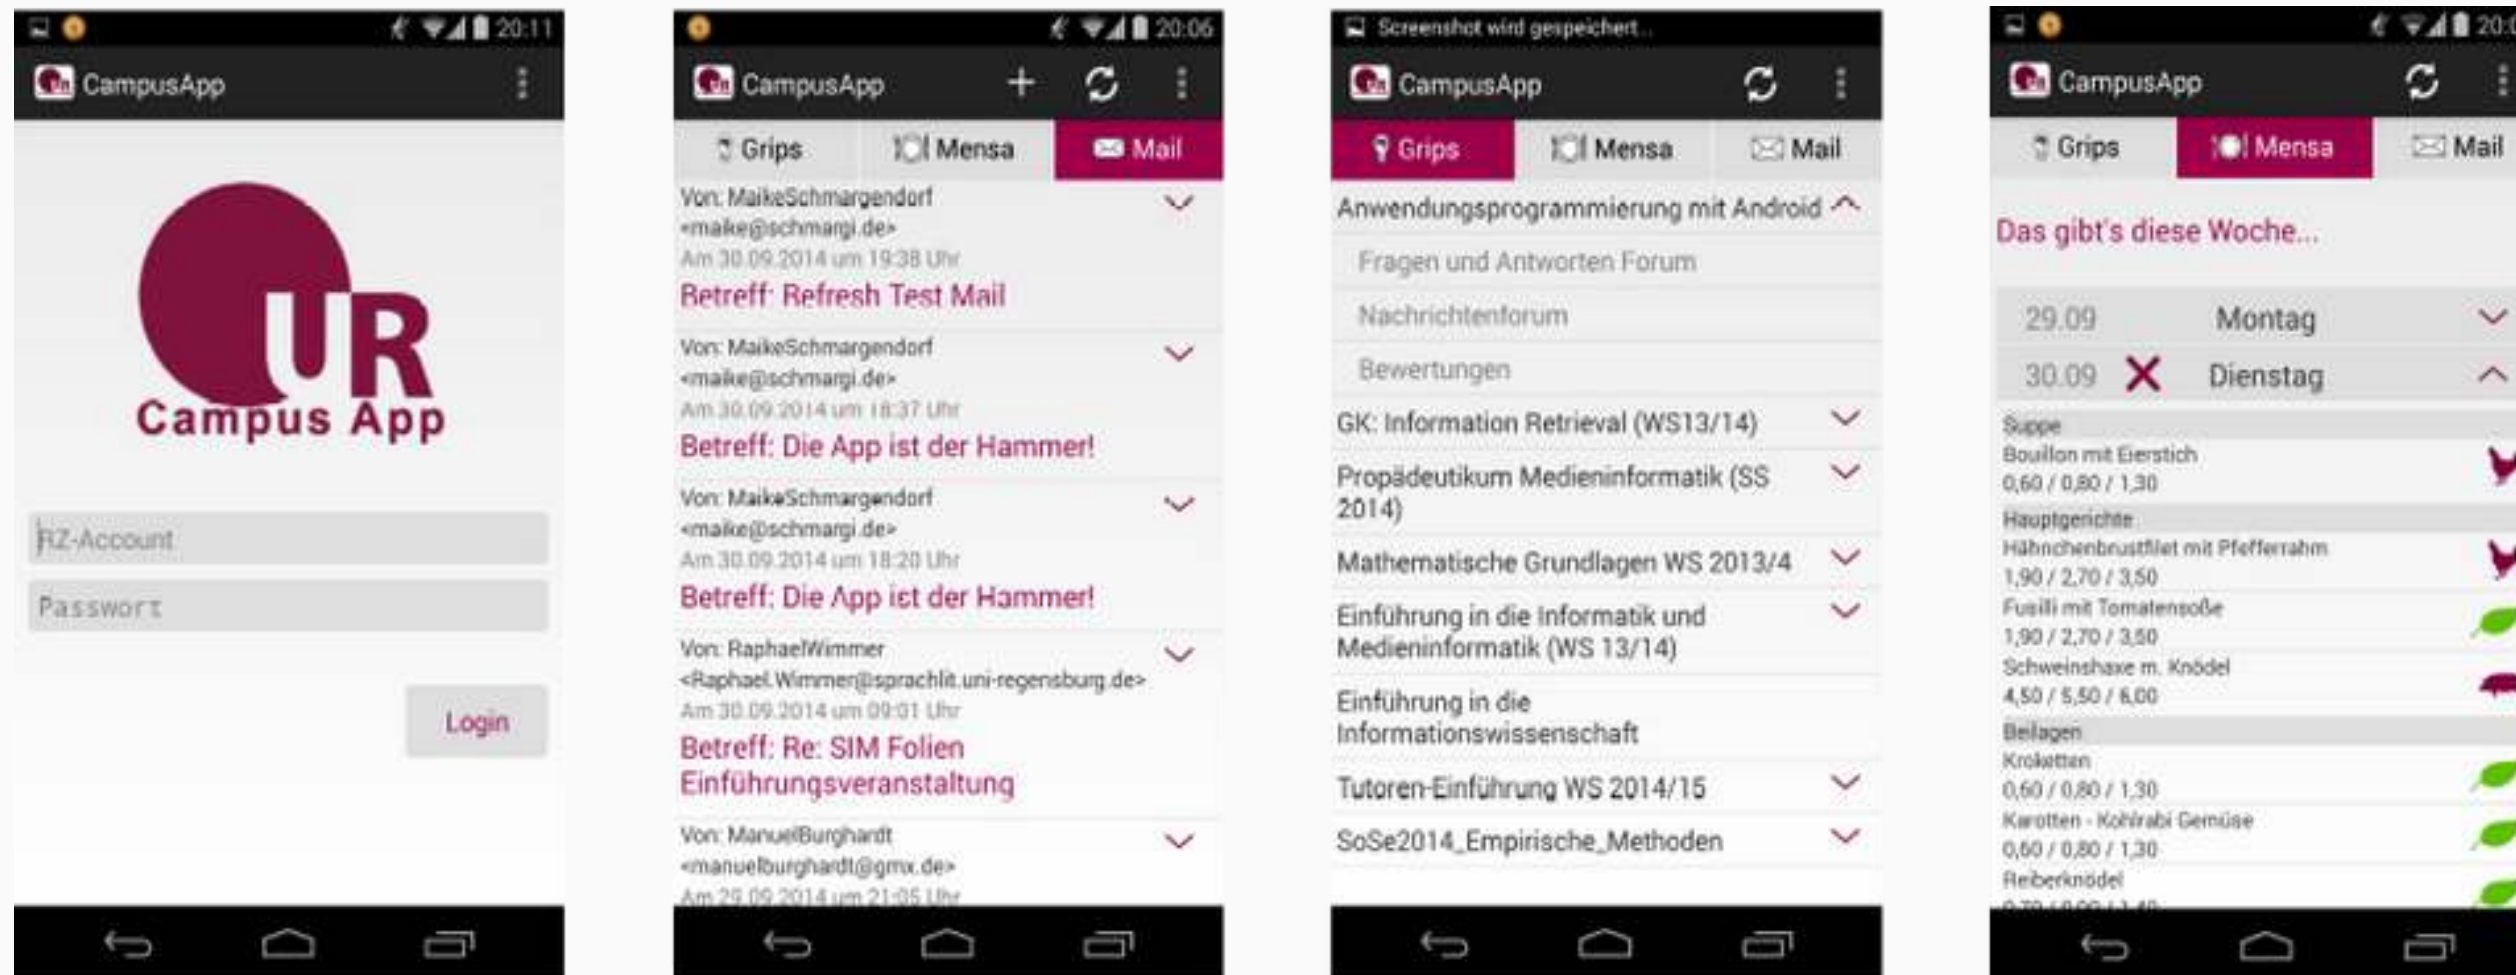 20:11
CampusApp
UR
Campus App
RZ-Account
Passwort
Login
20:06
CampusApp
Grips
Mensa
Mail
Von: MaikeSchmargendorf
<maike@schmargi.de>
Am 30.09.2014 um 19:38 Uhr
Betreff: Refresh Test Mail
Von: MaikeSchmargendorf
<maike@schmargi.de>
Am 30.09.2014 um 18:37 Uhr
Betreff: Die App ist der Hammer!
Von: MaikeSchmargendorf
<maike@schmargi.de>
Am 30.09.2014 um 18:20 Uhr
Betreff: Die App ist der Hammer!
Von: RaphaelWimmer
<Raphael.Wimmer@sprachlit.uni-regensburg.de>
Am 30.09.2014 um 09:01 Uhr
Betreff: Re: SIM Folien
Einführungsveranstaltung
Von: ManuelBurghardt
<manuelburghardt@gmx.de>
Am 29.09.2014 um 21:05 Uhr
Screenshot wird gespeichert...
CampusApp
Grips
Mensa
Mail
Anwendungsprogrammierung mit Android
Fragen und Antworten Forum
Nachrichtenforum
Bewertungen
GK: Information Retrieval (WS13/14)
Propädeutikum Medieninformatik (SS
2014)
Mathematische Grundlagen WS 2013/4
Einführung in die Informatik und
Medieninformatik (WS 13/14)
Einführung in die
Informationswissenschaft
Tutoren-Einführung WS 2014/15
SoSe2014_Empirische_Methoden
CampusApp
Grips
Mensa
Mail
Das gibt's diese Woche...
29.09 Montag
30.09 Dienstag
Suppe
Bouillon mit Eierstich
0,60 / 0,80 / 1,30
Hauptgerichte
Hähnchenbrustfilet mit Pfefferrahm
1,90 / 2,70 / 3,50
Fusilli mit Tomatensoße
1,90 / 2,70 / 3,50
Schweinshaxe m. Knödel
4,50 / 5,50 / 6,00
Beilagen
Kroketten
0,60 / 0,80 / 1,30
Karotten - Kohlrabi Gemüse
0,60 / 0,80 / 1,30
Reiberknödel